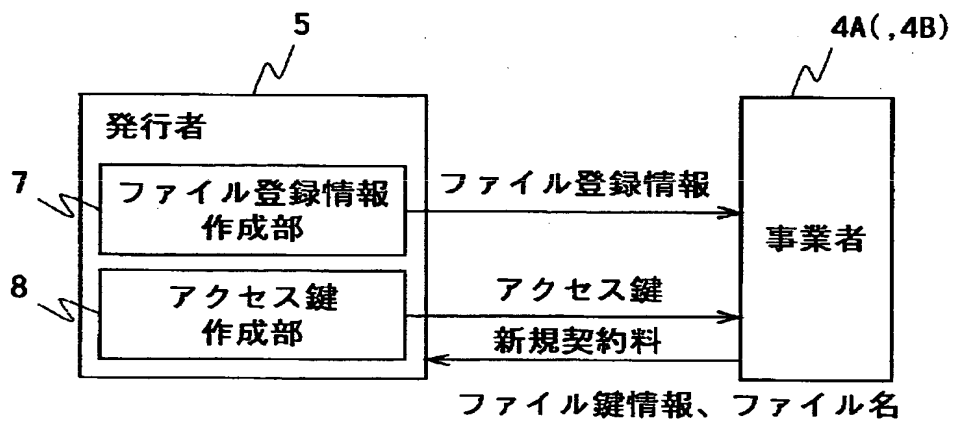 5
4A(,4B)
発行者
7
ファイル登録情報
作成部
ファイル登録情報
事業者
8
アクセス鍵
作成部
アクセス鍵
新規契約料
ファイル鍵情報、ファイル名